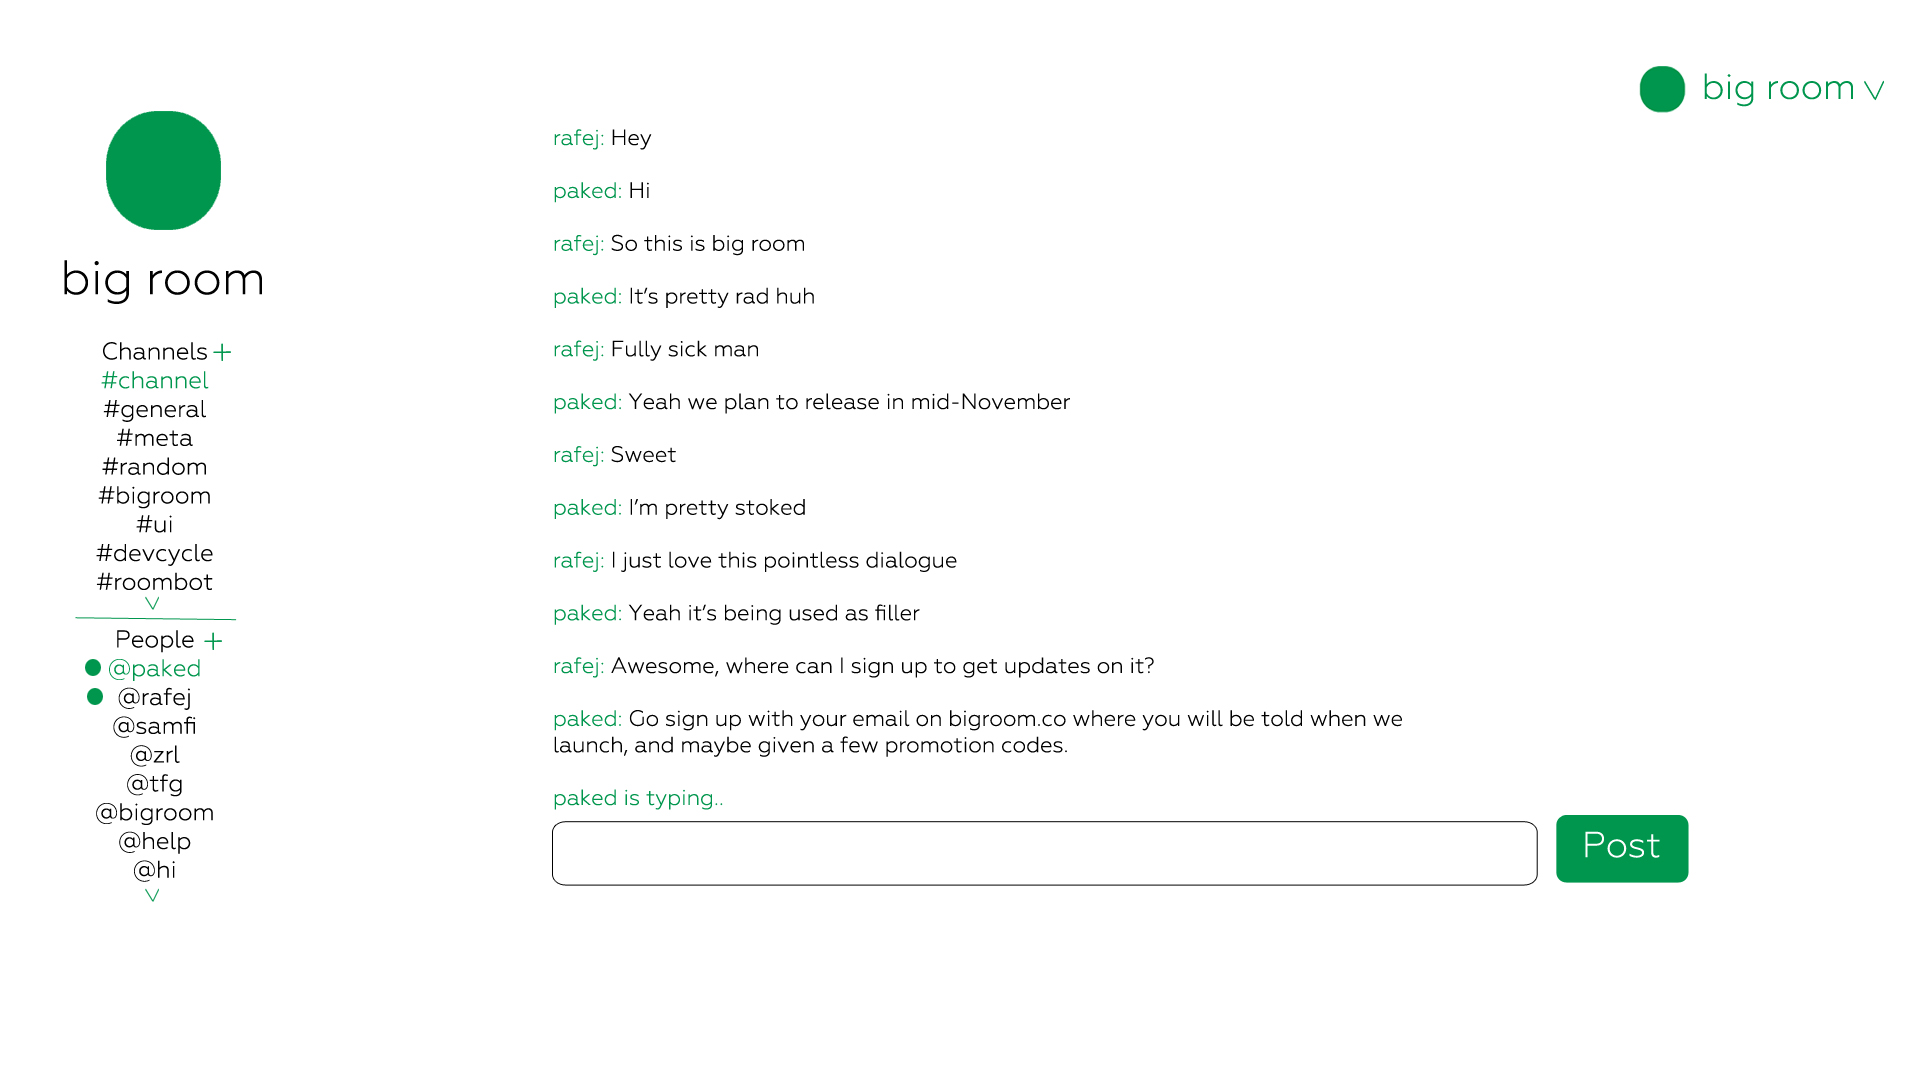 big room
big room
Channels +
#channel
#general
#meta
#random
#bigroom
#ui
#devcycle
#roombot
People +
@paked
@rafej
@samfi
@zrl
@tfg
@bigroom
@help
@hi
rafej: Hey
paked: Hi
rafej: So this is big room
paked: It’s pretty rad huh
rafej: Fully sick man
paked: Yeah we plan to release in mid-November
rafej: Sweet
paked: I’m pretty stoked
rafej: I just love this pointless dialogue
paked: Yeah it’s being used as filler
rafej: Awesome, where can I sign up to get updates on it?
paked: Go sign up with your email on bigroom.co where you will be told when we
launch, and maybe given a few promotion codes.
paked is typing..
Post